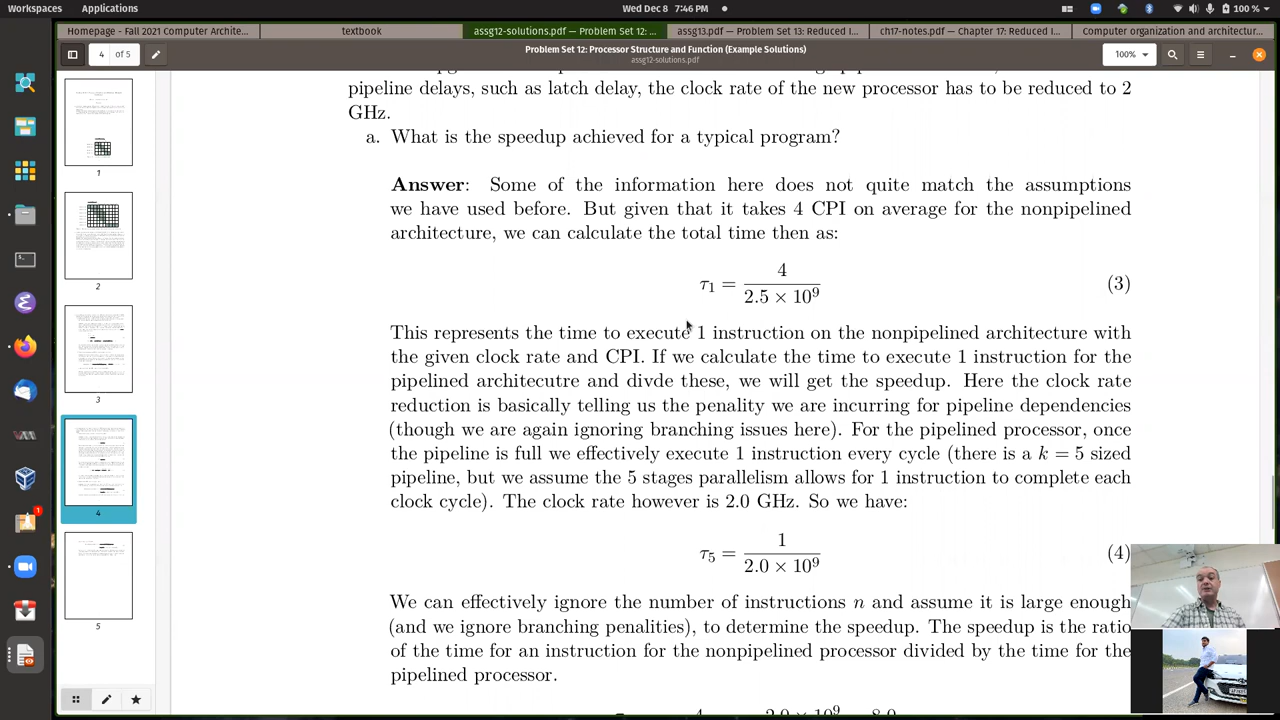 Workspaces Applications Wed Dec 8 7:46 PM 100 %
Homepage - Fall 2021 Computer Archite... textbook assg12-solutions.pdf — Problem Set 12: ... assg13.pdf — Problem Set 13: Reduced I... ch17-notes.pdf — Chapter 17: Reduced I... Computer organization and architectur...
4 of 5 Problem Set 12: Processor Structure and Function (Example Solutions) 100%
assg12-solutions.pdf
pipeline delays, such as latch delay, the clock rate of the new processor has to be reduced to 2
GHz.
a. What is the speedup achieved for a typical program?
Answer: Some of the information here does not quite match the assumptions
we have used before. But given that it takes 4 CPI on average for the nonpipelined
architecture, we can calculate the total time then as:
τ₁ = 4 / 2.5 × 10⁹ (3)
This represents the time to execute 1 instruction on the nonpipelined architecture with
the given clock rate and CPI. If we calculate the time to execute 1 instruction for the
pipelined architecutre and divde these, we will get the speedup. Here the clock rate
reduction is basically telling us the penality we are incurring for pipeline dependencies
(though we are again ignoring branching issues here). For the pipelined processor, once
the pipeline is full we effectively execute 1 instruction every cycle (there is a k = 5 sized
pipeline, but we assume the 5 stages parallelism allows for 1 instruction to complete each
clock cycle). The clock rate however is 2.0 GHz. So we have:
τ₅ = 1 / 2.0 × 10⁹ (4)
We can effectively ignore the number of instructions n and assume it is large enough
(and we ignore branching penalities), to determine the speedup. The speedup is the ratio
of the time for an instruction for the nonpipelined processor divided by the time for the
pipelined processor.
1
2
3
4
5